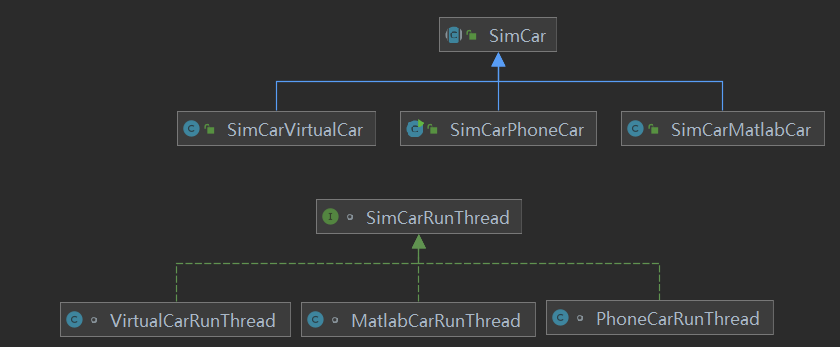 SimCar
SimCarVirtualCar
SimCarPhoneCar
SimCarMatlabCar
SimCarRunThread
VirtualCarRunThread
MatlabCarRunThread
PhoneCarRunThread